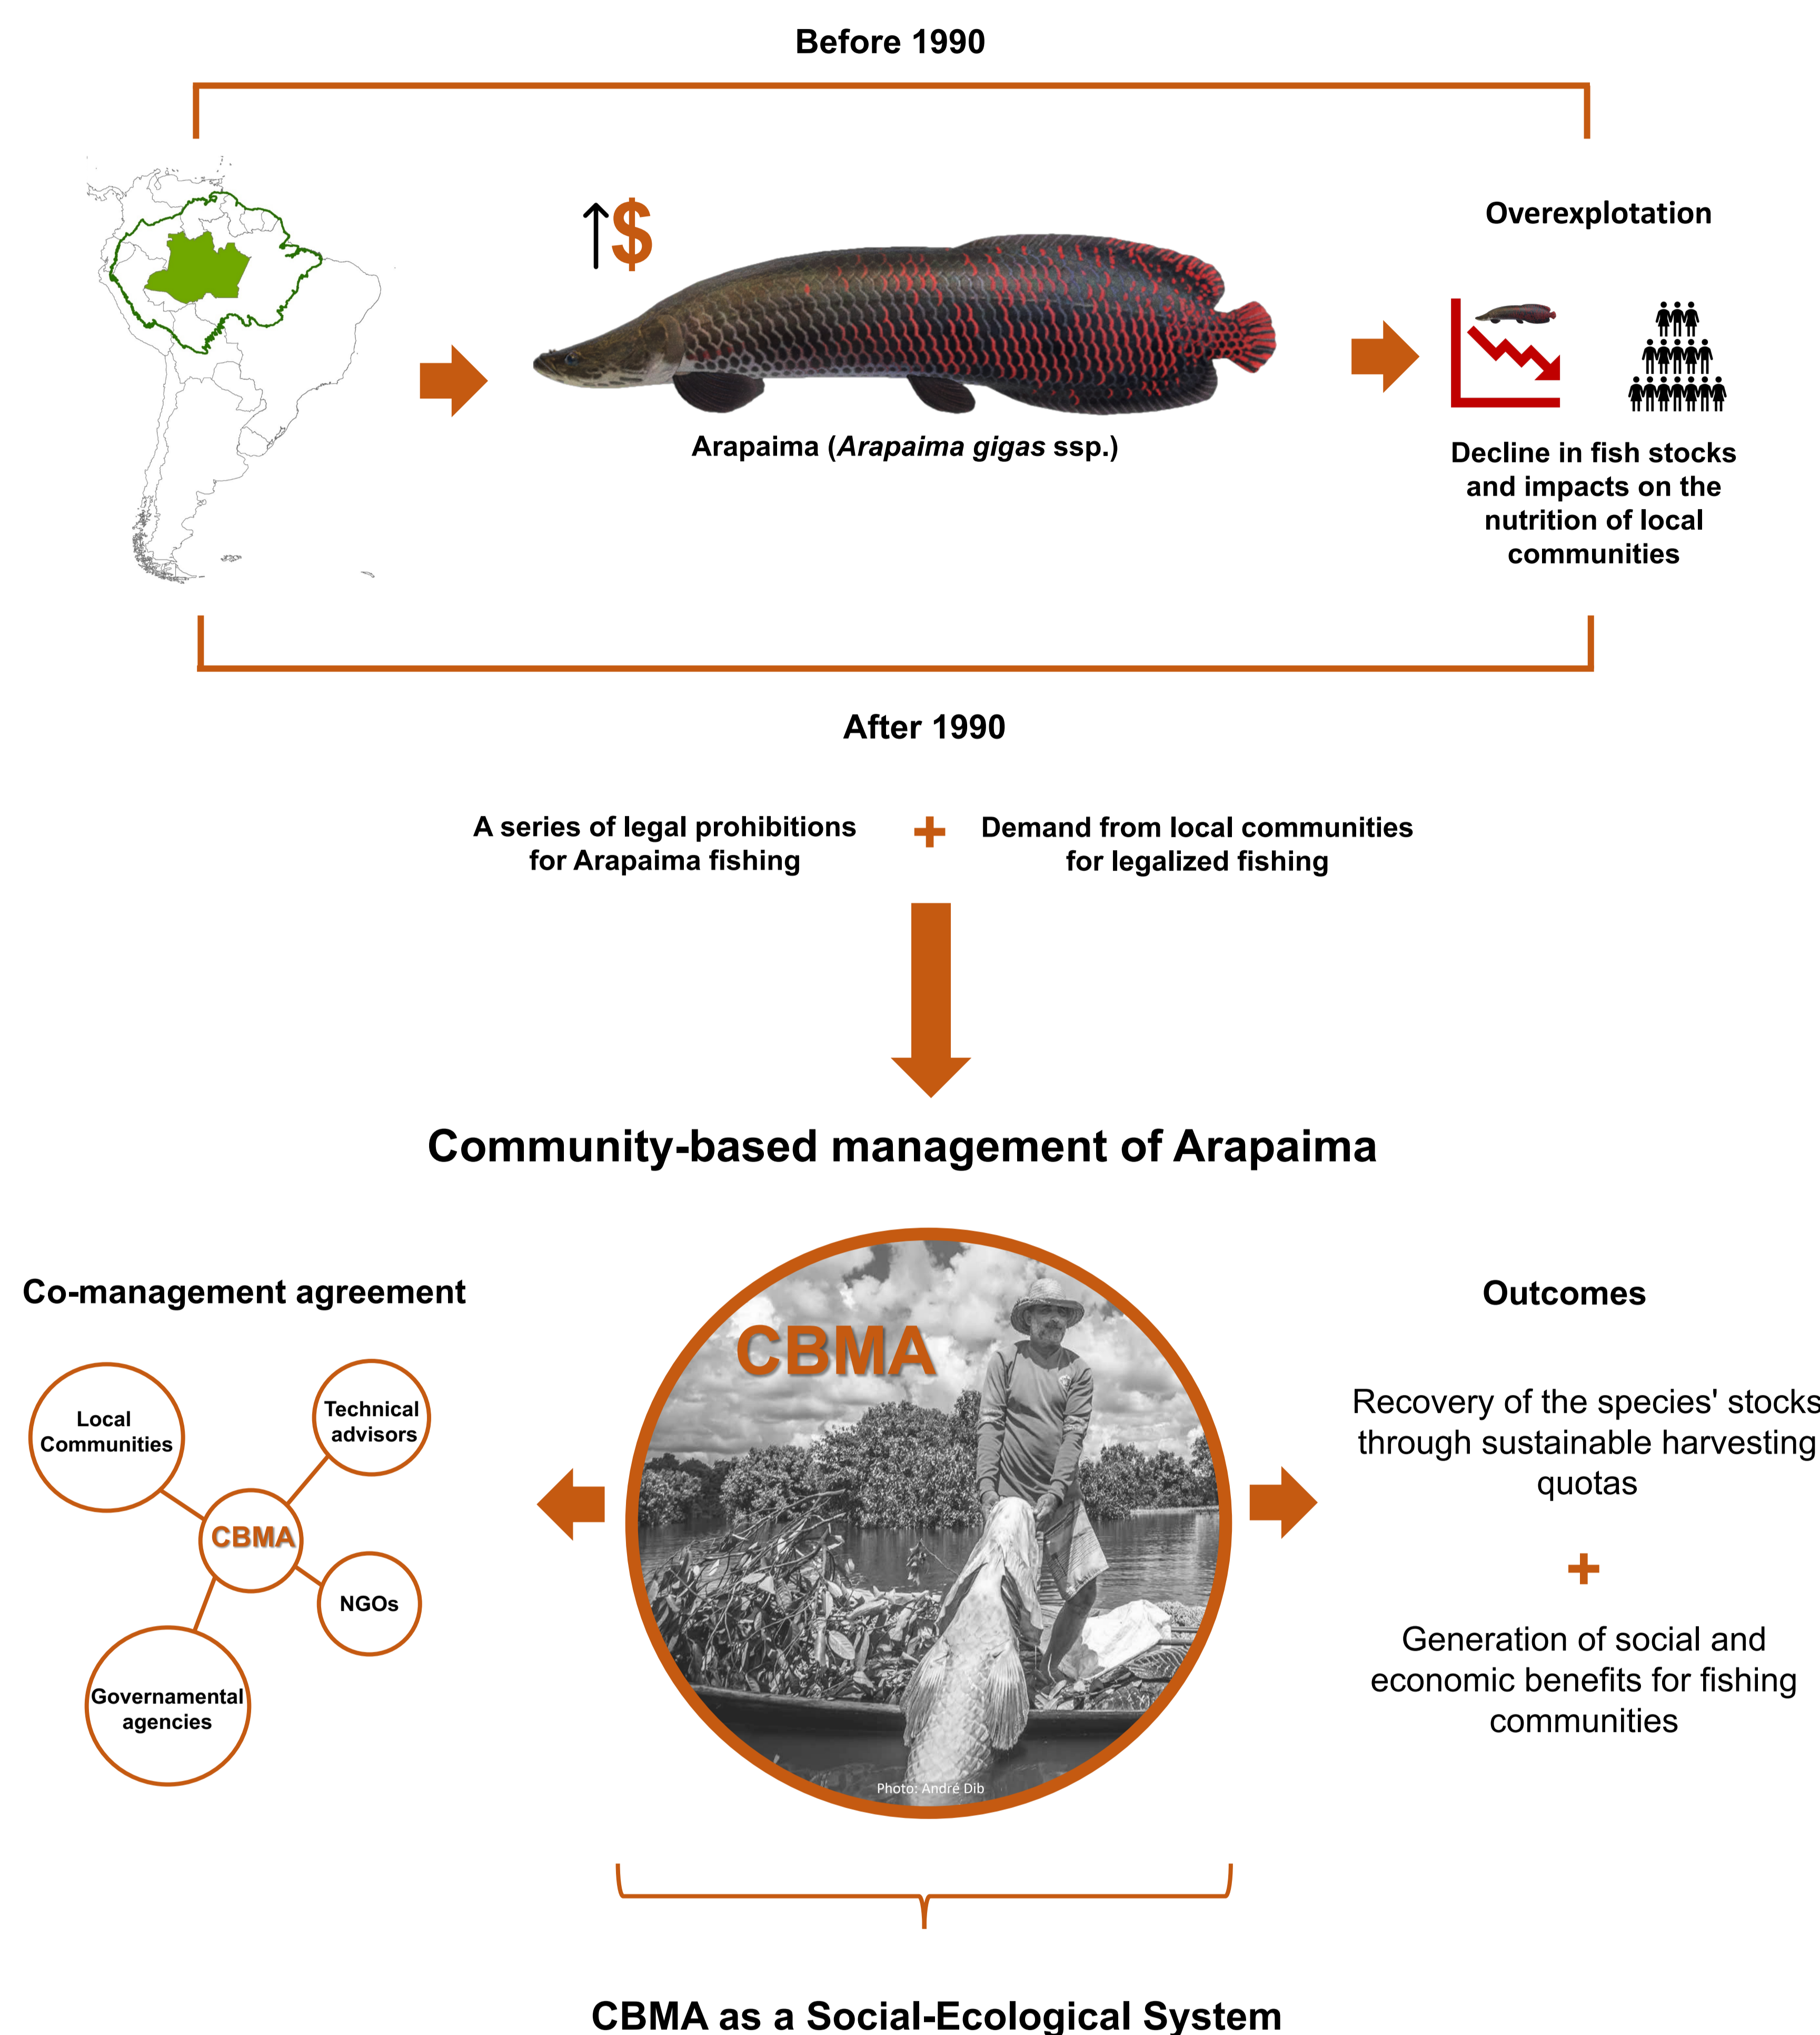 Before 1990
$
Overexplotation
Arapaima (Arapaima gigas ssp.)
Decline in fish stocks
and impacts on the
nutrition of local
communities
After 1990
A series of legal prohibitions
for Arapaima fishing
+
Demand from local communities
for legalized fishing
Community-based management of Arapaima
Co-management agreement
Local
Communities
Technical
advisors
CBMA
NGOs
Governamental
agencies
CBMA
Photo: André Dib
Outcomes
Recovery of the species' stocks
through sustainable harvesting
quotas
+
Generation of social and
economic benefits for fishing
communities
CBMA as a Social-Ecological System